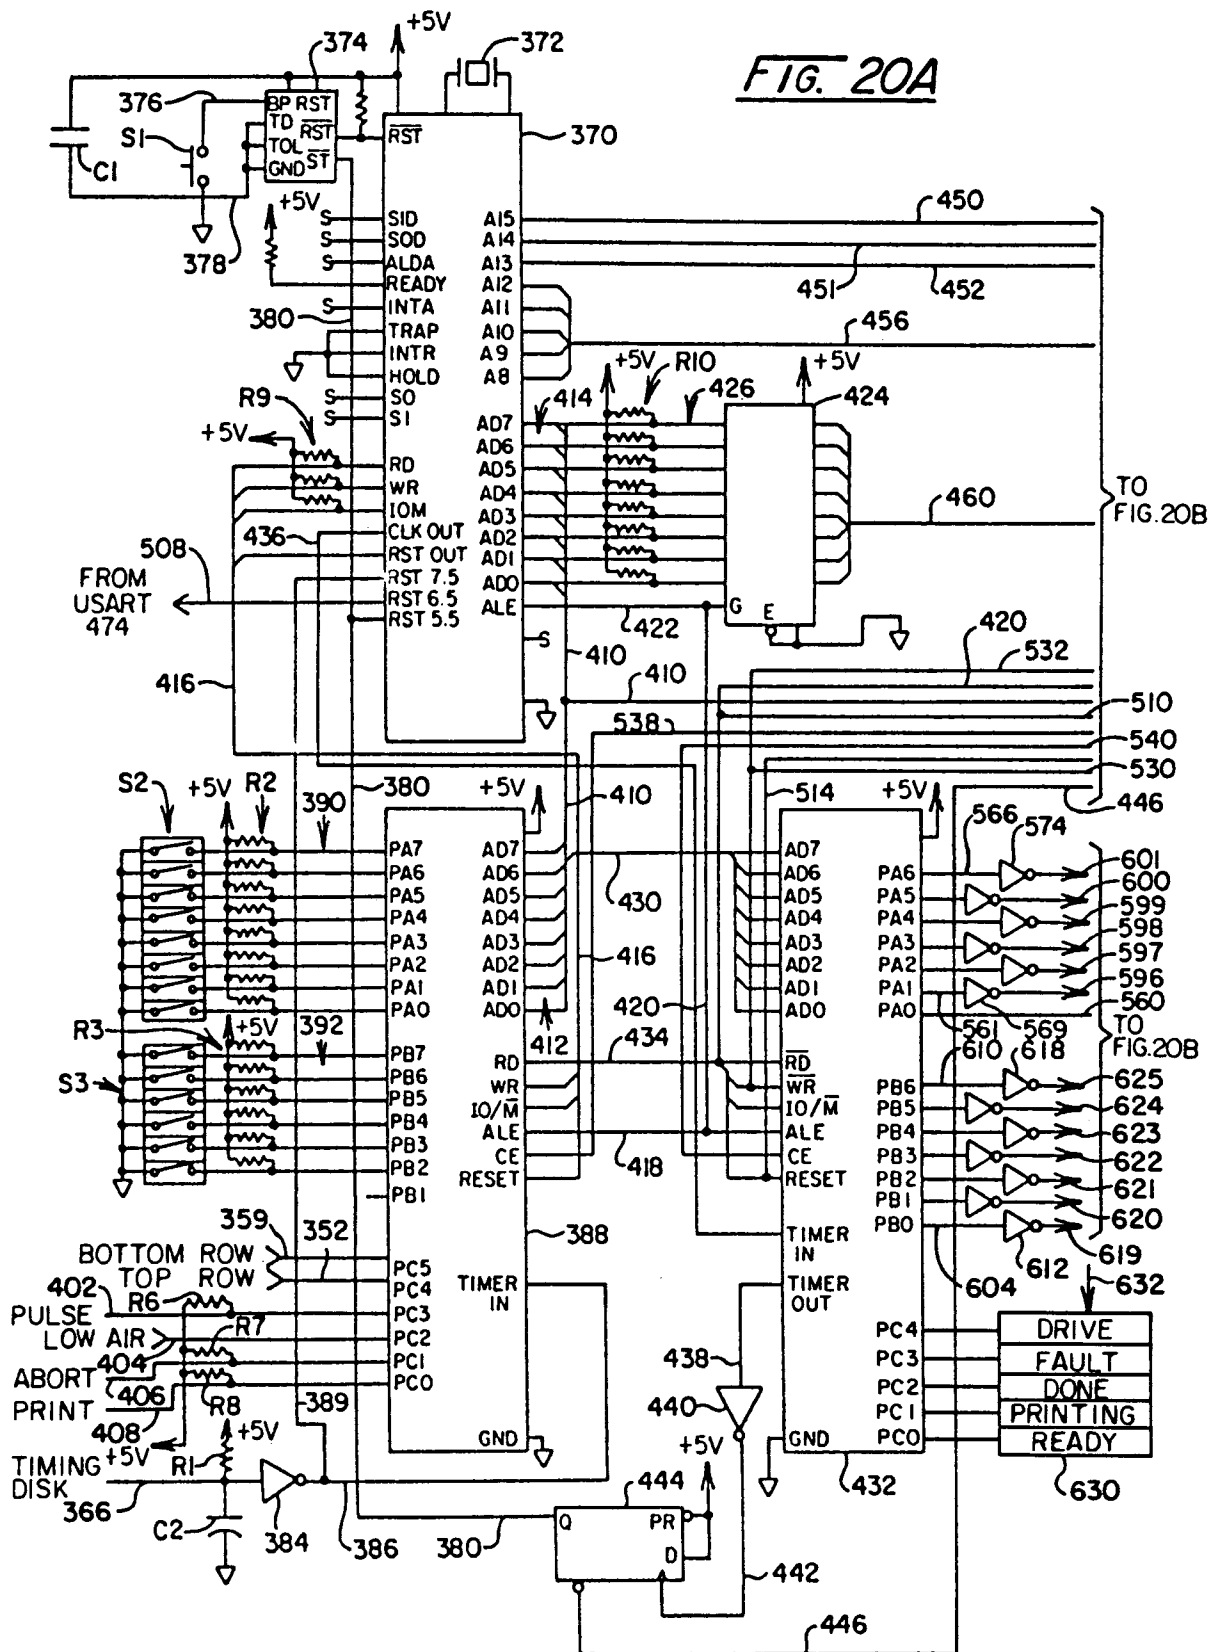 FIG. 20A
+5V
374
372
376
BP RST
TD RST
TOL
GND ST
S1
C1
378
RST
370
+5V
SID
SOD
ALDA
READY
INTA
TRAP
INTR
HOLD
SO
S1
RD
WR
IOM
CLK OUT
RST OUT
RST 7.5
RST 6.5
RST 5.5
S
S
S
S
S
S
S
380
R9
+5V
436
508
FROM
USART
474
416
A15
A14
A13
A12
A11
A10
A9
A8
AD7
AD6
AD5
AD4
AD3
AD2
AD1
AD0
ALE
450
451
452
456
+5V
R10
+5V
414
426
424
460
TO
FIG.20B
G
E
422
410
410
420
532
510
538
540
530
446
514
S2
+5V
R2
390
380
+5V
410
+5V
566
574
PA7
PA6
PA5
PA4
PA3
PA2
PA1
PA0
R3
+5V
392
S3
PB7
PB6
PB5
PB4
PB3
PB2
PB1
AD7
AD6
AD5
AD4
AD3
AD2
AD1
AD0
412
RD
WR
IO/M
ALE
CE
RESET
430
416
420
434
418
388
AD7
AD6
AD5
AD4
AD3
AD2
AD1
AD0
RD
WR
IO/M
ALE
CE
RESET
TIMER
IN
TIMER
OUT
PA6
PA5
PA4
PA3
PA2
PA1
PA0
601
600
599
598
597
596
560
561
569
610
618
TO
FIG.20B
PB6
PB5
PB4
PB3
PB2
PB1
PB0
625
624
623
622
621
620
619
604
612
632
359
352
BOTTOM ROW
TOP ROW
402
R6
PULSE
LOW AIR
404
R7
ABORT
406
R8
PRINT
408
389
+5V
+5V
R1
TIMING
DISK
366
C2
384
386
380
PC5
PC4
PC3
PC2
PC1
PC0
TIMER
IN
GND
438
440
+5V
444
Q
PR
D
442
446
GND
432
PC4
PC3
PC2
PC1
PC0
DRIVE
FAULT
DONE
PRINTING
READY
630